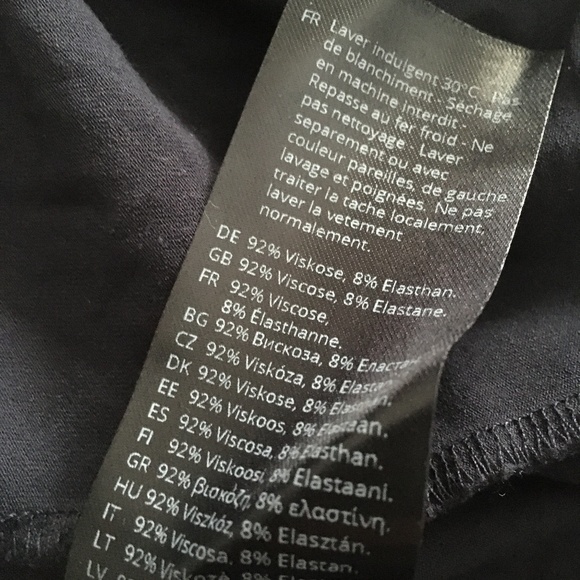 FR Laver indulgent 30°C. Pas
de blanchiment - Séchage
en machine interdit -
Repasse au fer froid - Ne
pas nettoyage. Laver
separement ou avec
couleur pareilles, de gauche
lavage et poignées. Ne pas
traiter la tache localement,
laver la vetement
normalement.
DE 92% Viskose, 8% Elasthan.
GB 92% Viscose, 8% Elastane.
FR 92% Viscose,
8% Élasthanne.
BG 92% Вискоза, 8%
CZ 92% Viskóza, 8%
DK 92% Viskose, 8%
EE 92% Viskoos, 8% Elastaan.
ES 92% Viscosa, 8% Elasthan.
FI 92% Viskoosi, 8% Elastaani.
GR 92% βισκόζη, 8% ελαστίνη.
HU 92% Viszkóz, 8% Elasztán.
IT 92% Viscosa, 8% Elastan.
LT 92% 8% Elastan
LV